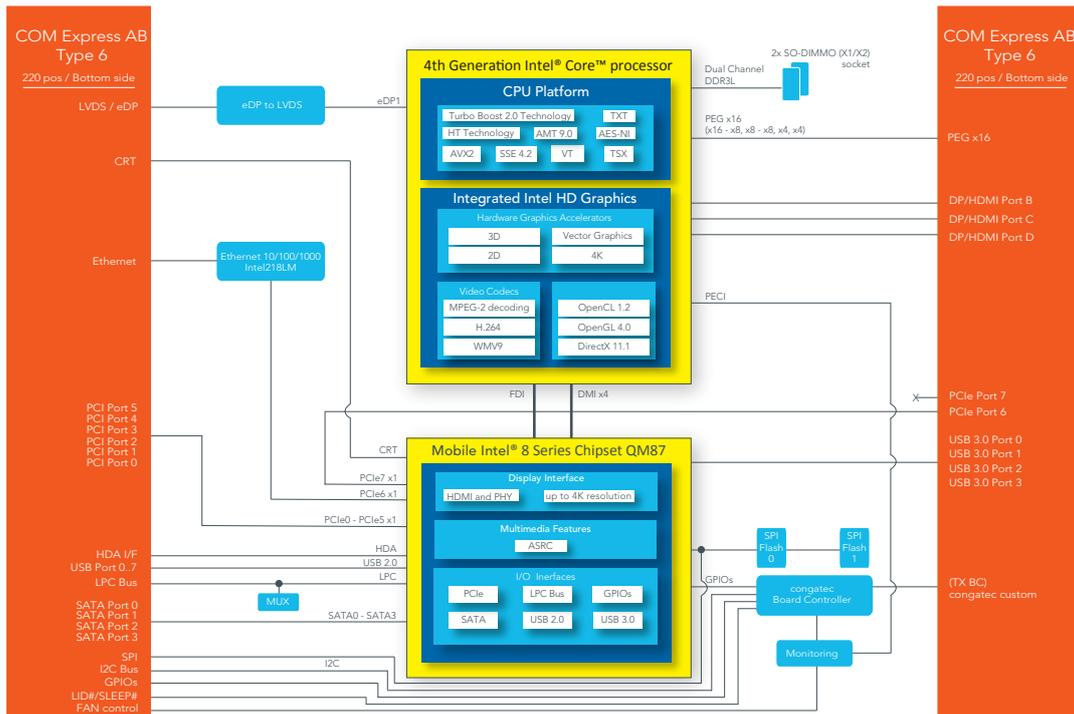 COM Express AB
Type 6
220 pos / Bottom side
LVDS / eDP
CRT
Ethernet
PCI Port 5
PCI Port 4
PCI Port 3
PCI Port 2
PCI Port 1
PCI Port 0
HDA I/F
USB Port 0..7
LPC Bus
SATA Port 0
SATA Port 1
SATA Port 2
SATA Port 3
SPI
I2C Bus
GPIOs
LID#/SLEEP#
FAN control
eDP to LVDS
eDP1
Ethernet 10/100/1000
Intel218LM
CRT
PCIe7 x1
PCIe6 x1
PCIe0 - PCIe5 x1
HDA
USB 2.0
LPC
MUX
SATA0 - SATA3
I2C
4th Generation Intel® Core™ processor
CPU Platform
Turbo Boost 2.0 Technology
TXT
HT Technology
AMT 9.0
AES-NI
AVX2
SSE 4.2
VT
TSX
Integrated Intel HD Graphics
Hardware Graphics Accelerators
3D
Vector Graphics
2D
4K
Video Codecs
MPEG-2 decoding
H.264
WMV9
OpenCL 1.2
OpenGL 4.0
DirectX 11.1
FDI
DMI x4
Mobile Intel® 8 Series Chipset QM87
Display Interface
HDMI and PHY
up to 4K resolution
Multimedia Features
ASRC
I/O Inerfaces
PCIe
LPC Bus
GPIOs
SATA
USB 2.0
USB 3.0
2x SO-DIMMO (X1/X2)
socket
Dual Channel
DDR3L
PEG x16
(x16 - x8, x8 - x8, x4, x4)
PECI
SPI
Flash
0
SPI
Flash
1
GPIOs
congatec
Board Controller
Monitoring
COM Express AB
Type 6
220 pos / Bottom side
PEG x16
DP/HDMI Port B
DP/HDMI Port C
DP/HDMI Port D
X
PCIe Port 7
PCIe Port 6
USB 3.0 Port 0
USB 3.0 Port 1
USB 3.0 Port 2
USB 3.0 Port 3
(TX BC)
congatec custom